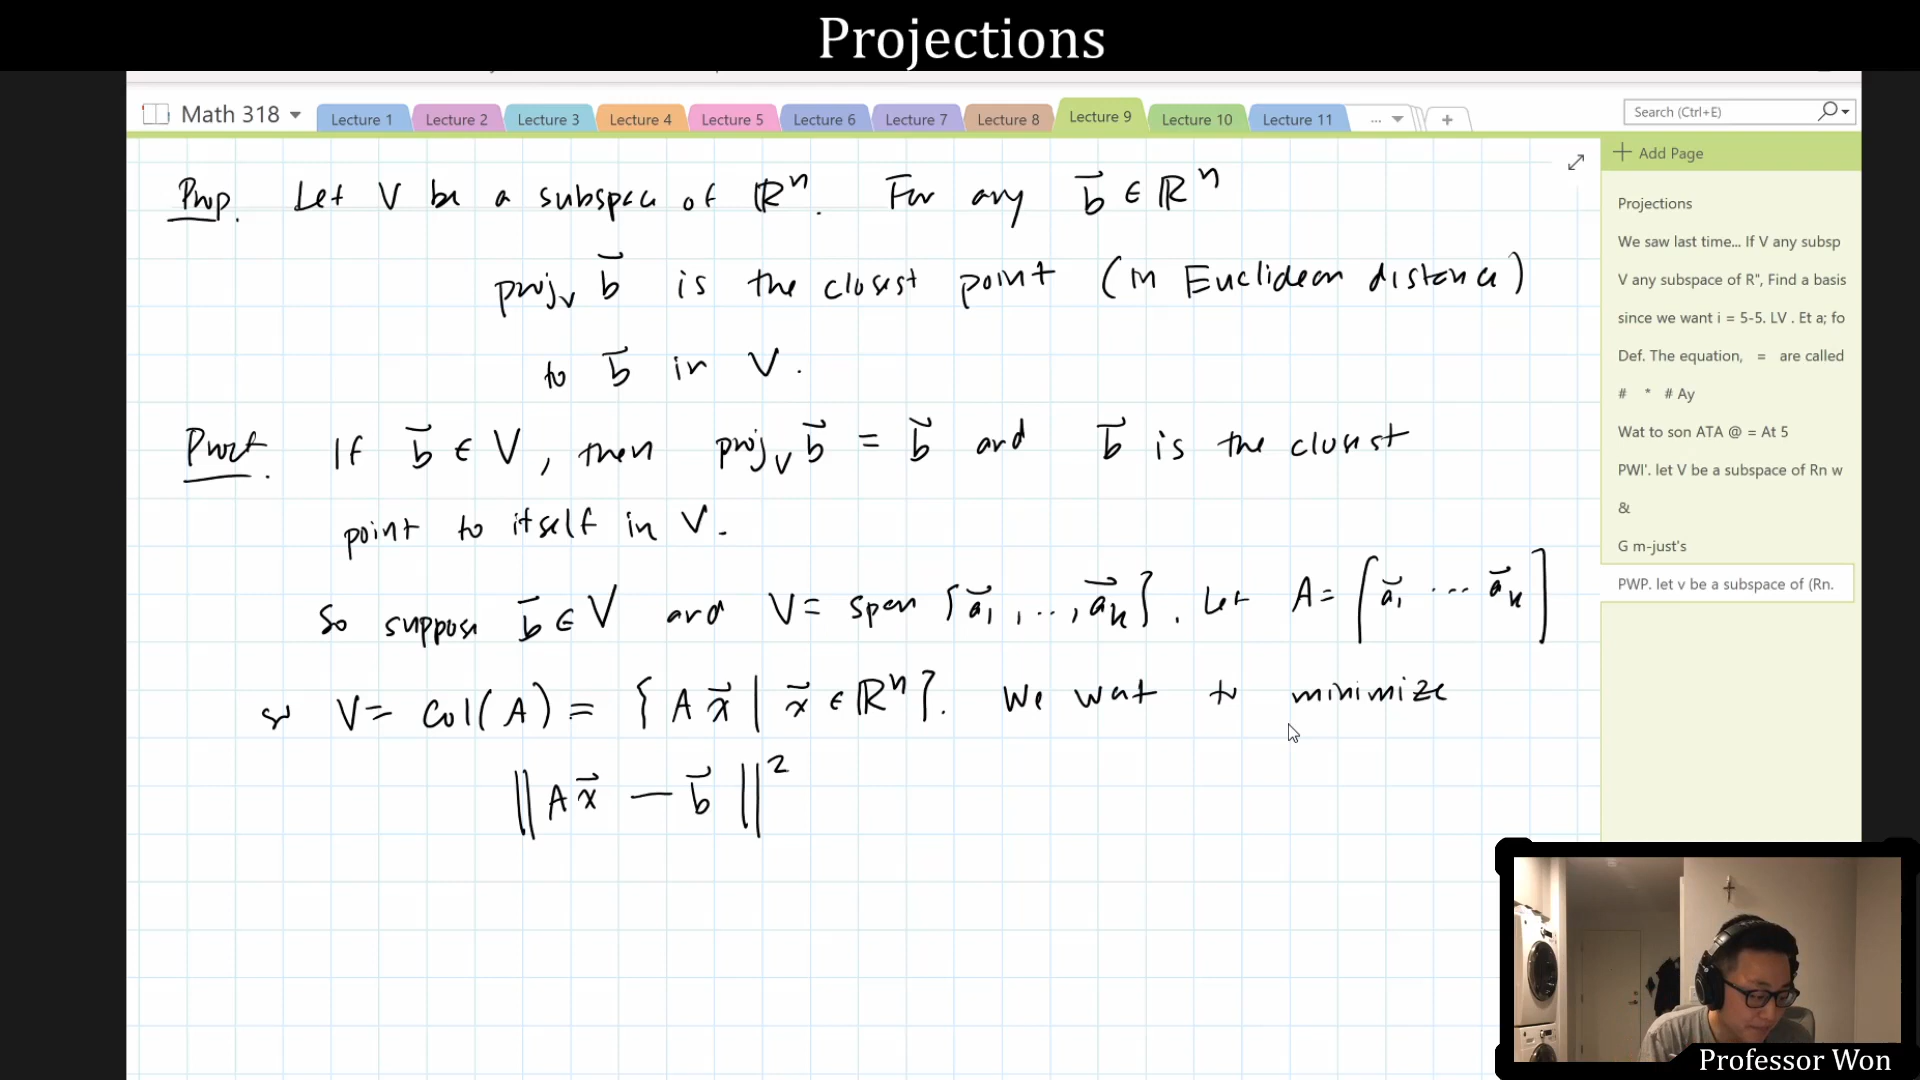 Projections
Math 318
Lecture 1
Lecture 2
Lecture 3
Lecture 4
Lecture 5
Lecture 6
Lecture 7
Lecture 8
Lecture 9
Lecture 10
Lecture 11
...
+
Search (Ctrl+E)
Prop. Let V be a subspace of ℝⁿ. For any b⃗ ∈ ℝⁿ
proj_V b⃗ is the closest point (in Euclidean distance)
to b⃗ in V.
Proof. If b⃗ ∈ V, then proj_V b⃗ = b⃗ and b⃗ is the closest
point to itself in V.
So suppose b⃗ ∈ V and V = span {a⃗₁, ..., a⃗ₖ}. Let A = [a⃗₁ ... a⃗ₖ]
so V = Col(A) = {A x⃗ | x⃗ ∈ ℝⁿ}. We want to minimize
||A x⃗ — b⃗||²
+ Add Page
Projections
We saw last time... If V any subsp
V any subspace of R", Find a basis
since we want i = 5-5. LV . Et a; fo
Def. The equation, = are called
# * # Ay
Wat to son ATA @ = At 5
PWI'. let V be a subspace of Rn w
&
G m-just's
PWP. let v be a subspace of (Rn.
Professor Won